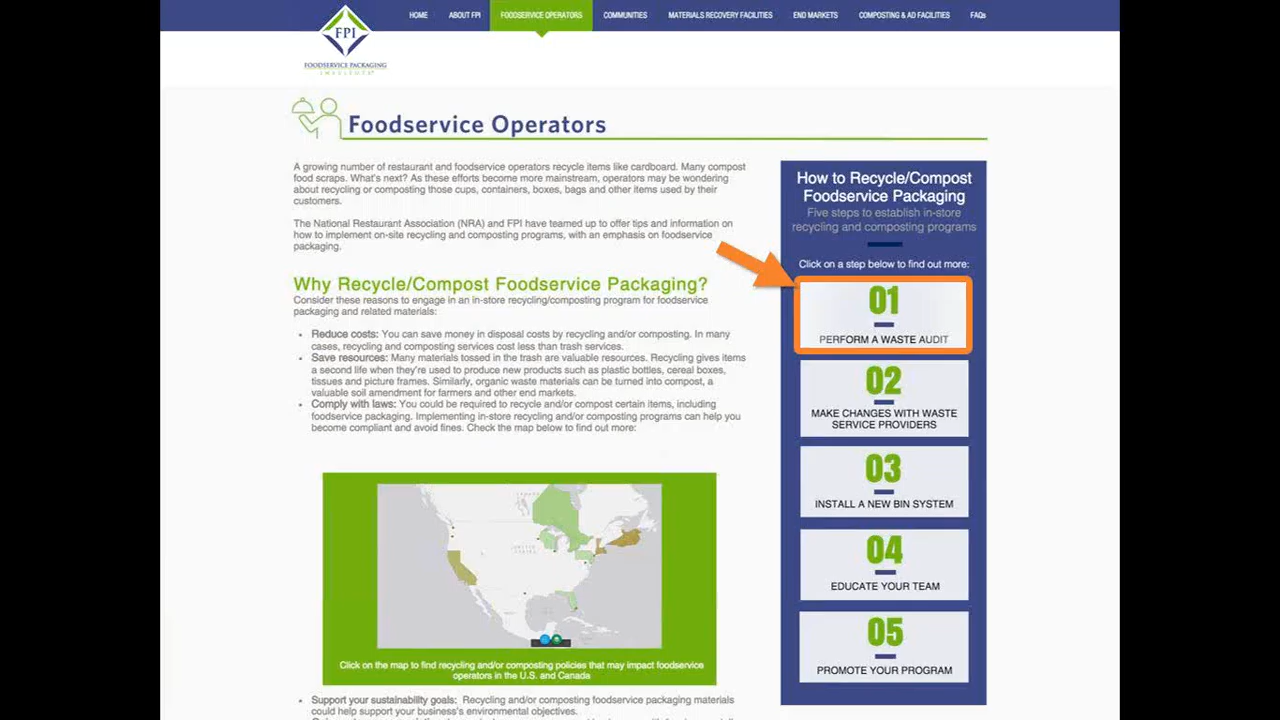 HOME ABOUT FPI FOODSERVICE OPERATORS COMMUNITIES MATERIALS RECOVERY FACILITIES END MARKETS COMPOSTING & AD FACILITIES FAQs
FPI
FOODSERVICE PACKAGING
INSTITUTE
Foodservice Operators
A growing number of restaurant and foodservice operators recycle items like cardboard. Many compost
food scraps. What's next? As these efforts become more mainstream, operators may be wondering
about recycling or composting those cups, containers, boxes, bags and other items used by their
customers.
The National Restaurant Association (NRA) and FPI have teamed up to offer tips and information on
how to implement on-site recycling and composting programs, with an emphasis on foodservice
packaging.
Why Recycle/Compost Foodservice Packaging?
Consider these reasons to engage in an in-store recycling/composting program for foodservice
packaging and related materials:
• Reduce costs: You can save money in disposal costs by recycling and/or composting. In many
cases, recycling and composting services cost less than trash services.
• Save resources: Many materials tossed in the trash are valuable resources. Recycling gives items
a second life when they're used to produce new products such as plastic bottles, cereal boxes,
tissues and picture frames. Similarly, organic waste materials can be turned into compost, a
valuable soil amendment for farmers and other end markets.
• Comply with laws: You could be required to recycle and/or compost certain items, including
foodservice packaging. Implementing in-store recycling and/or composting programs can help you
become compliant and avoid fines. Check the map below to find out more:
CANADA
UNITED
STATES
Click on the map to find recycling and/or composting policies that may impact foodservice
operators in the U.S. and Canada
• Support your sustainability goals: Recycling and/or composting foodservice packaging materials
could help support your business's environmental objectives.
How to Recycle/Compost
Foodservice Packaging
Five steps to establish in-store
recycling and composting programs
Click on a step below to find out more:
01
PERFORM A WASTE AUDIT
02
MAKE CHANGES WITH WASTE
SERVICE PROVIDERS
03
INSTALL A NEW BIN SYSTEM
04
EDUCATE YOUR TEAM
05
PROMOTE YOUR PROGRAM